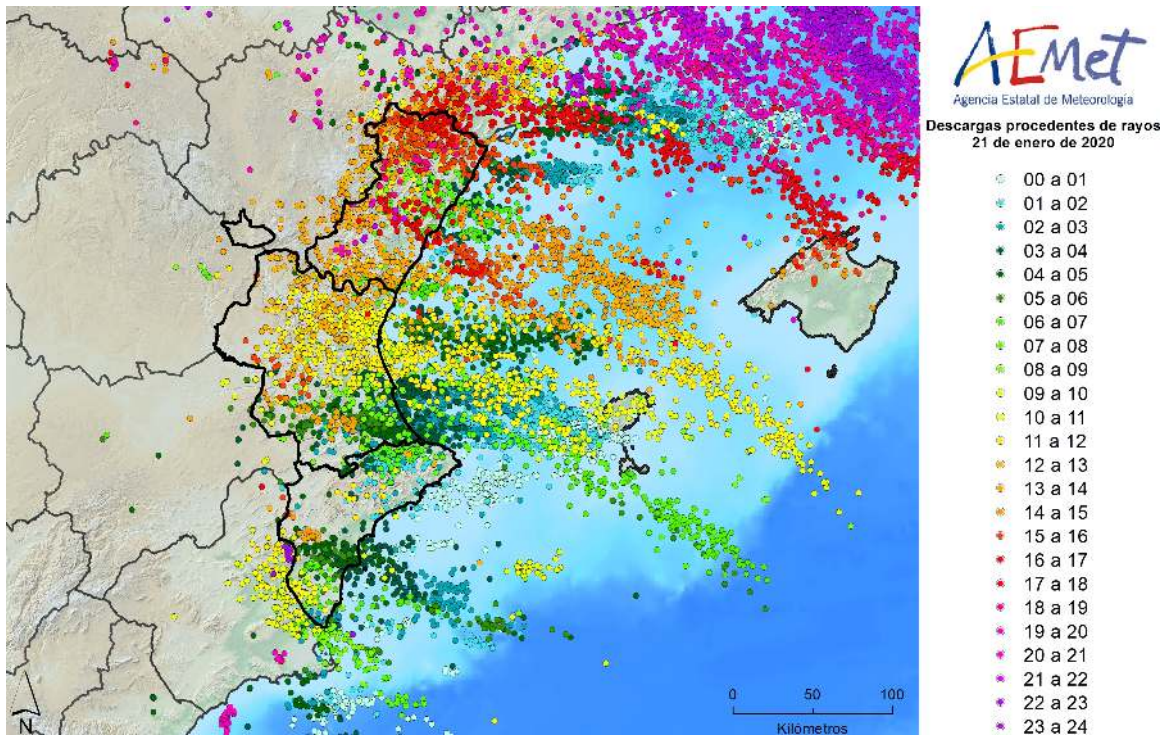 AEMet
Agencia Estatal de Meteorología
Descargas procedentes de rayos
21 de enero de 2020
00 a 01
01 a 02
02 a 03
03 a 04
04 a 05
05 a 06
06 a 07
07 a 08
08 a 09
09 a 10
10 a 11
11 a 12
12 a 13
13 a 14
14 a 15
15 a 16
16 a 17
17 a 18
18 a 19
19 a 20
20 a 21
21 a 22
22 a 23
23 a 24
N
0 50 100
Kilómetros